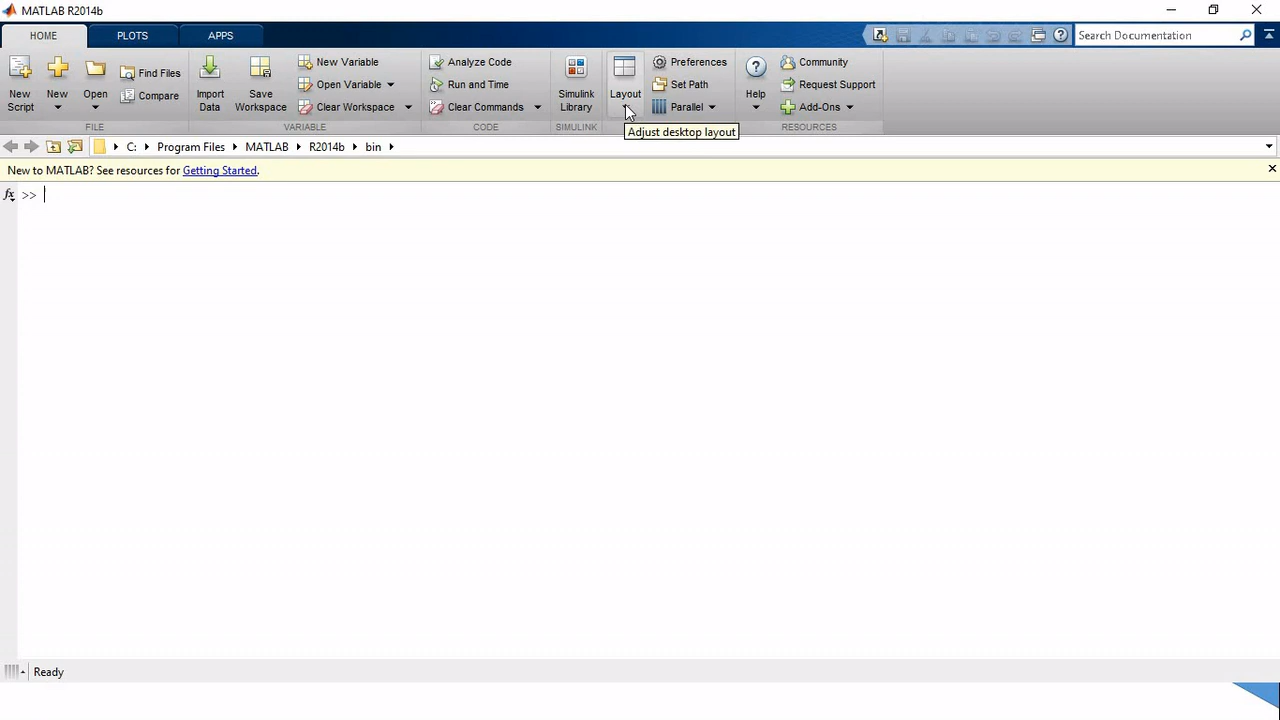 MATLAB R2014b
HOME PLOTS APPS
Search Documentation
New Script
New
Open
Find Files
Compare
FILE
Import Data
Save Workspace
New Variable
Open Variable
Clear Workspace
VARIABLE
Analyze Code
Run and Time
Clear Commands
CODE
Simulink Library
SIMULINK
Layout
Preferences
Set Path
Parallel
Adjust desktop layout
Help
Community
Request Support
Add-Ons
RESOURCES
C: Program Files MATLAB R2014b bin
New to MATLAB? See resources for Getting Started.
fx >>
Ready